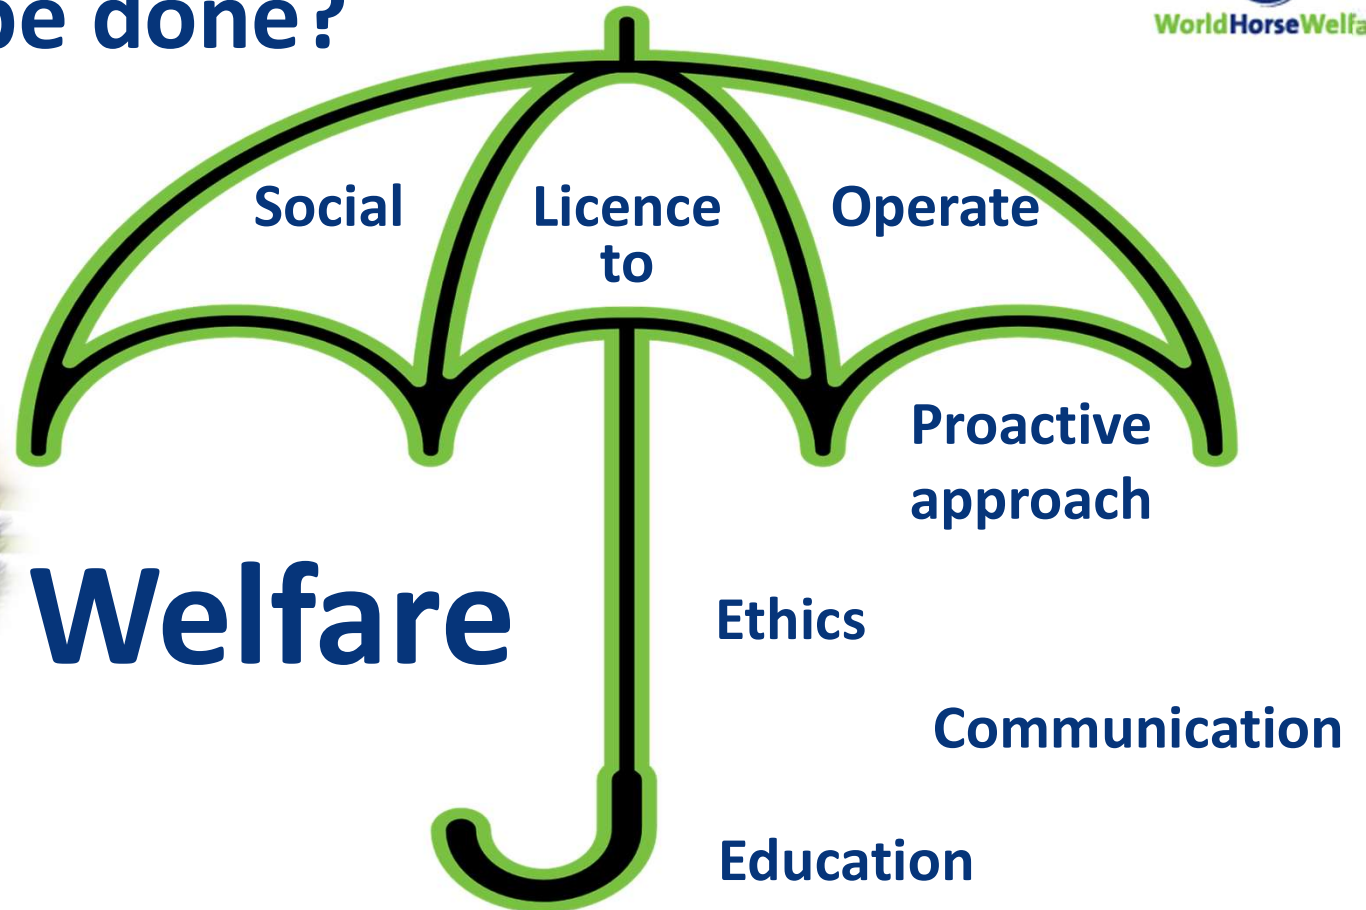 be done?
WorldHorseWelfa
Social
Licence
to
Operate
Proactive
approach
Welfare
Ethics
Communication
Education